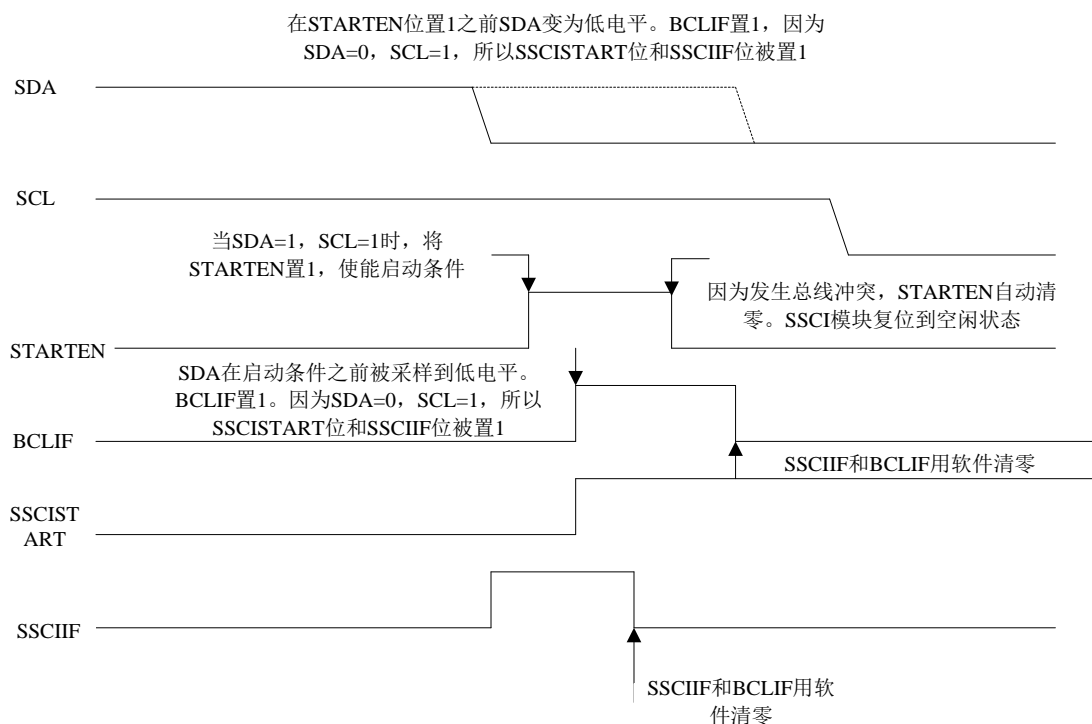 在STARTEN位置1之前SDA变为低电平。BCLIF置1，因为
SDA=0，SCL=1，所以SSCISTART位和SSCIIF位被置1
SDA
SCL
当SDA=1，SCL=1时，将
STARTEN置1，使能启动条件
因为发生总线冲突，STARTEN自动清
零。SSCI模块复位到空闲状态
STARTEN
SDA在启动条件之前被采样到低电平。
BCLIF置1。因为SDA=0，SCL=1，所以
SSCISTART位和SSCIIF位被置1
BCLIF
SSCIIF和BCLIF用软件清零
SSCIST
ART
SSCIIF
SSCIIF和BCLIF用软
件清零